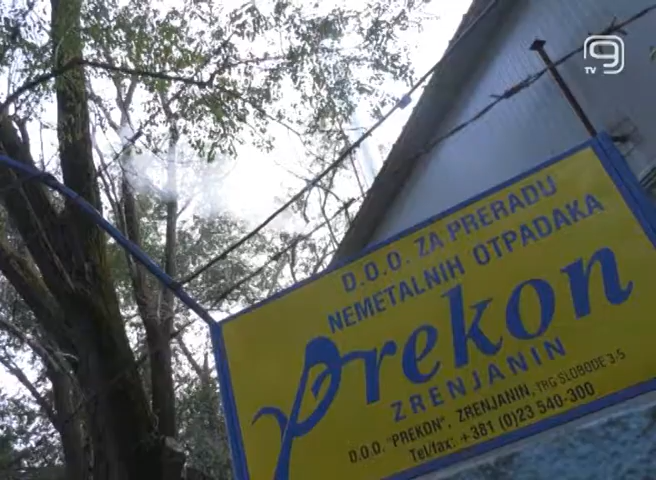 9
TV
D.O.O. ZA PRERADU
NEMETALNIH OTPADAKA
Prekon
ZRENJANIN
D.O.O. "PREKON", ZRENJANIN, TRG SLOBODE 3-5
Tel/fax: +381 (0)23 540-300